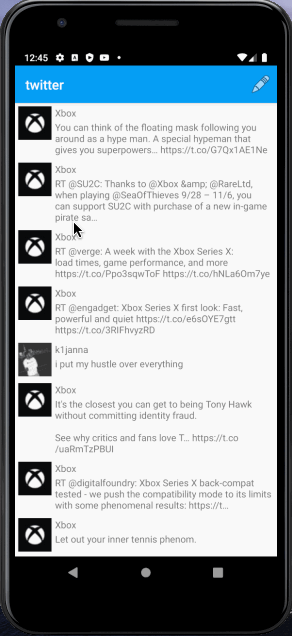 12:45
twitter
Xbox
You can think of the floating mask following you
around as a hype man. A special hypeman that
gives you superpowers... https://t.co/G7Qx1AE1Ne
Xbox
RT @SU2C: Thanks to @Xbox &amp; @RareLtd,
when playing @SeaOfThieves 9/28 – 11/6, you
can support SU2C with purchase of a new in-game
pirate sa...
Xbox
RT @verge: A week with the Xbox Series X:
load times, game performance, and more
https://t.co/Ppo3sqwToF https://t.co/hNLa6Om7ye
Xbox
RT @engadget: Xbox Series X first look: Fast,
powerful and quiet https://t.co/e6sOYE7gtt
https://t.co/3RIFhvyzRD
k1janna
i put my hustle over everything
Xbox
It's the closest you can get to being Tony Hawk
without committing identity fraud.
See why critics and fans love T... https://t.co
/uaRmTzPBUI
Xbox
RT @digitalfoundry: Xbox Series X back-compat
tested - we push the compatibility mode to its limits
with some phenomenal results: https://t...
Xbox
Let out your inner tennis phenom.